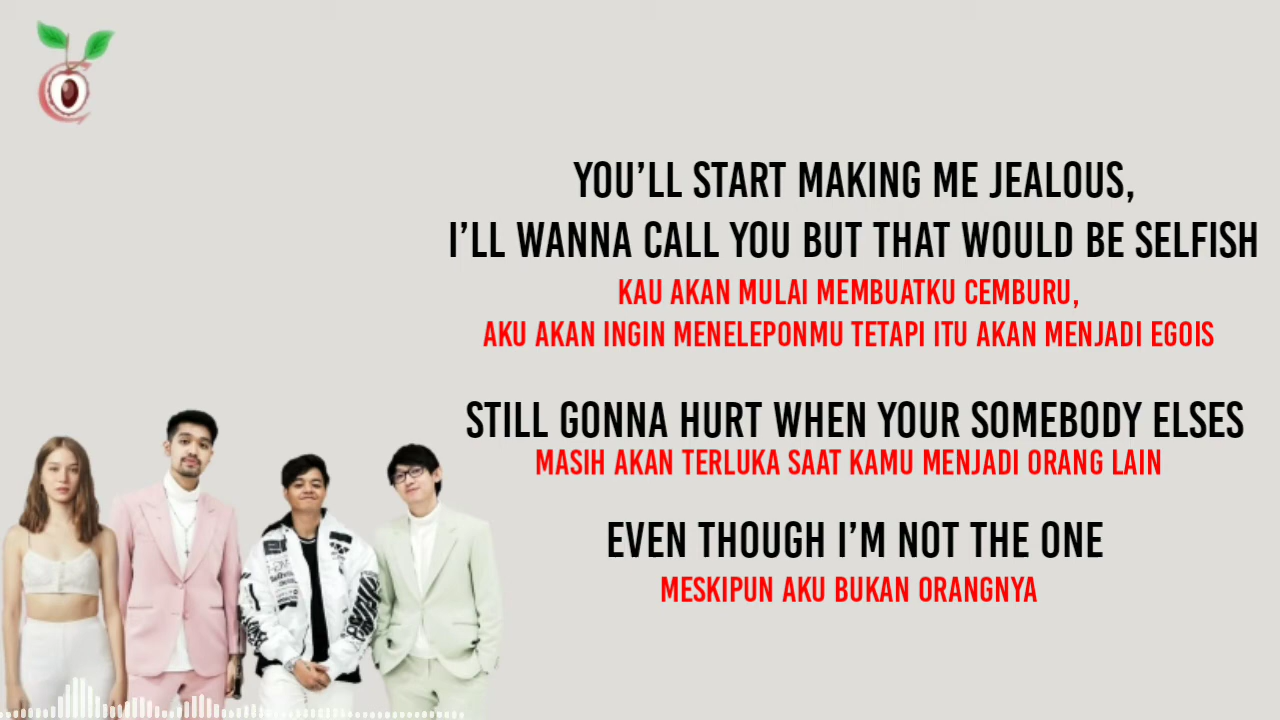 YOU'LL START MAKING ME JEALOUS,
I'LL WANNA CALL YOU BUT THAT WOULD BE SELFISH
KAU AKAN MULAI MEMBUATKU CEMBURU,
AKU AKAN INGIN MENELEPONMU TETAPI ITU AKAN MENJADI EGOIS
STILL GONNA HURT WHEN YOUR SOMEBODY ELSES
MASIH AKAN TERLUKA SAAT KAMU MENJADI ORANG LAIN
EVEN THOUGH I'M NOT THE ONE
MESKIPUN AKU BUKAN ORANGNYA